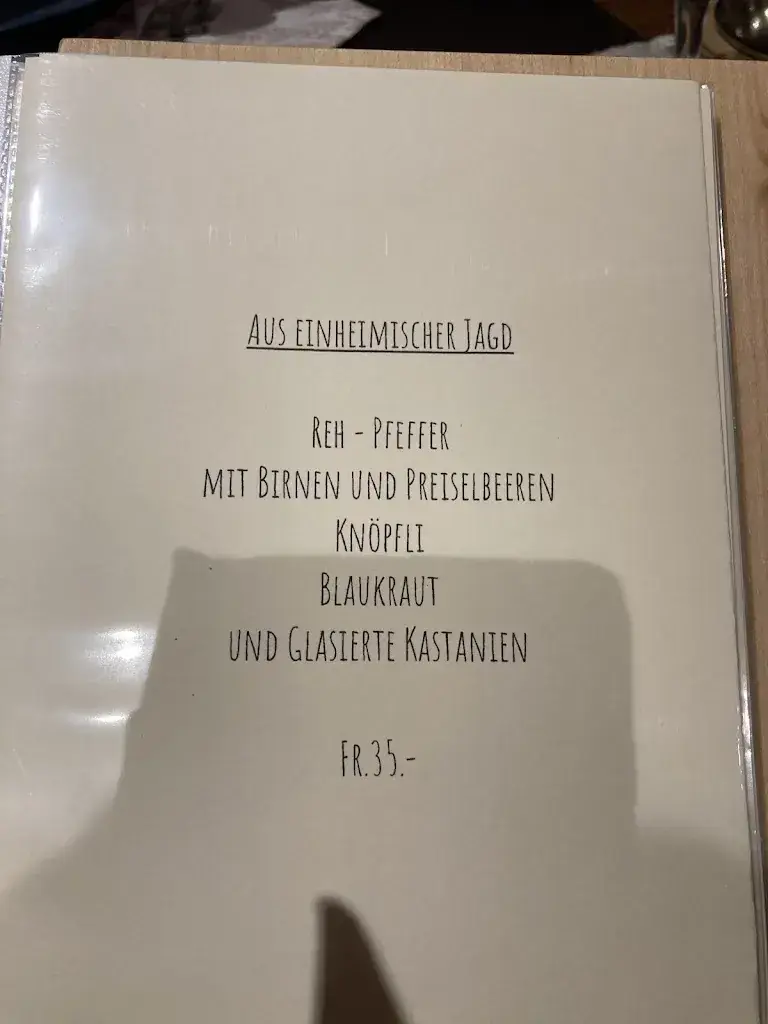 Aus einheimischer Jagd
Reh - Pfeffer
mit Birnen und Preiselbeeren
Knöpfli
Blaukraut
und Glasierte Kastanien
Fr.35.-